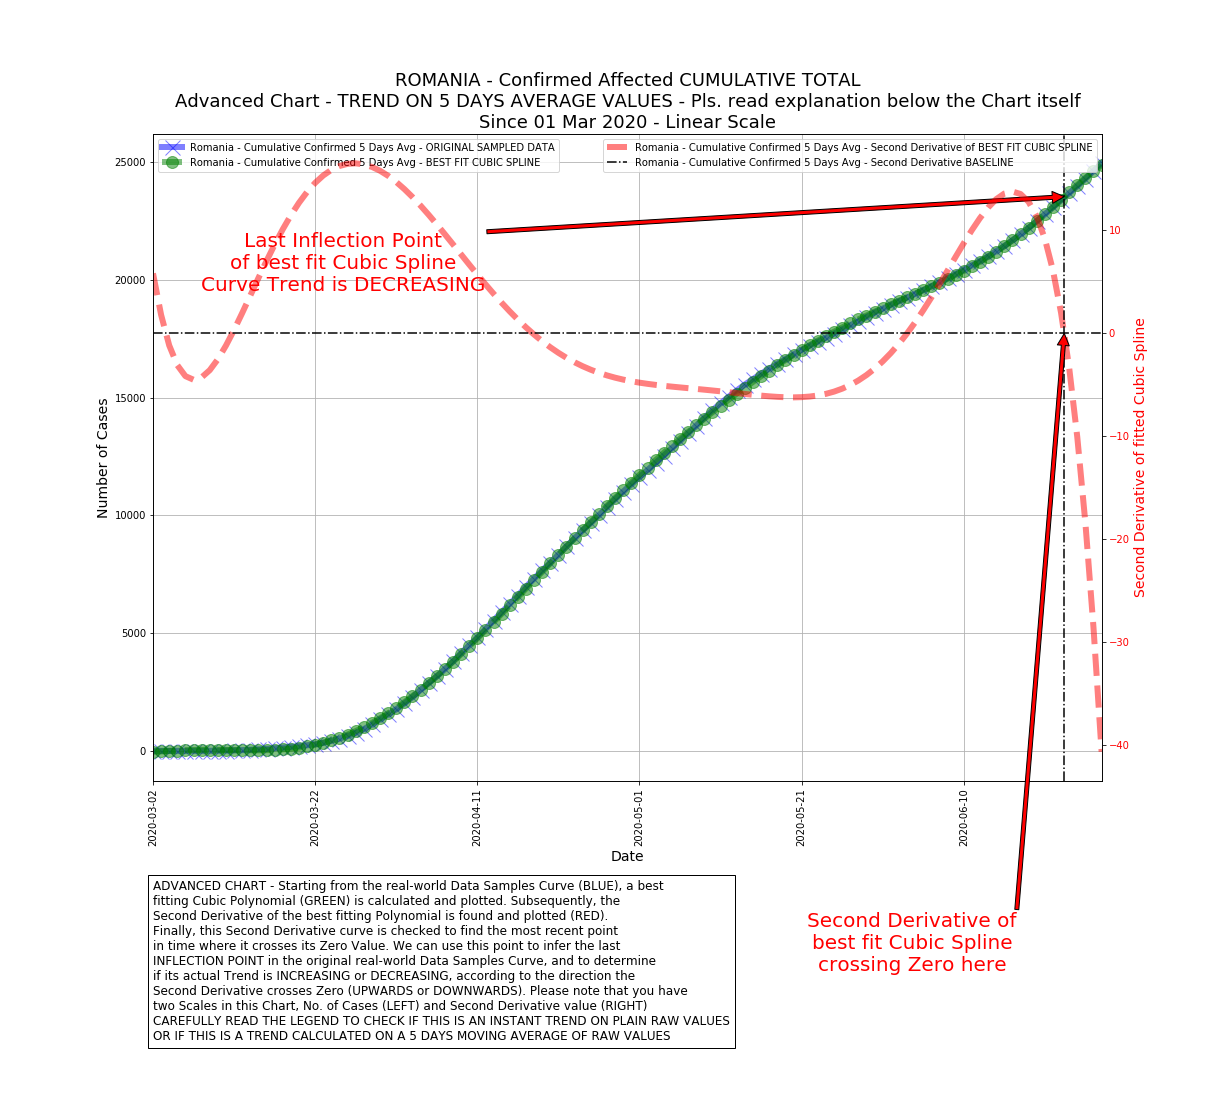 ROMANIA - Confirmed Affected CUMULATIVE TOTAL
Advanced Chart - TREND ON 5 DAYS AVERAGE VALUES - Pls. read explanation below the Chart itself
Since 01 Mar 2020 - Linear Scale
Romania - Cumulative Confirmed 5 Days Avg - ORIGINAL SAMPLED DATA
Romania - Cumulative Confirmed 5 Days Avg - BEST FIT CUBIC SPLINE
Romania - Cumulative Confirmed 5 Days Avg - Second Derivative of BEST FIT CUBIC SPLINE
Romania - Cumulative Confirmed 5 Days Avg - Second Derivative BASELINE
Last Inflection Point
of best fit Cubic Spline
Curve Trend is DECREASING
Number of Cases
25000
20000
15000
10000
5000
0
10
0
−10
−20
−30
−40
Second Derivative of fitted Cubic Spline
2020-03-02
2020-03-22
2020-04-11
2020-05-01
2020-05-21
2020-06-10
Date
ADVANCED CHART - Starting from the real-world Data Samples Curve (BLUE), a best
fitting Cubic Polynomial (GREEN) is calculated and plotted. Subsequently, the
Second Derivative of the best fitting Polynomial is found and plotted (RED).
Finally, this Second Derivative curve is checked to find the most recent point
in time where it crosses its Zero Value. We can use this point to infer the last
INFLECTION POINT in the original real-world Data Samples Curve, and to determine
if its actual Trend is INCREASING or DECREASING, according to the direction the
Second Derivative crosses Zero (UPWARDS or DOWNWARDS). Please note that you have
two Scales in this Chart, No. of Cases (LEFT) and Second Derivative value (RIGHT)
CAREFULLY READ THE LEGEND TO CHECK IF THIS IS AN INSTANT TREND ON PLAIN RAW VALUES
OR IF THIS IS A TREND CALCULATED ON A 5 DAYS MOVING AVERAGE OF RAW VALUES
Second Derivative of
best fit Cubic Spline
crossing Zero here